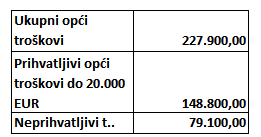 Ukupni opći
troškovi 227.900,00
Prihvatljivi opći
troškovi do 20.000
EUR 148.800,00
Neprihvatljivi t.. 79.100,00